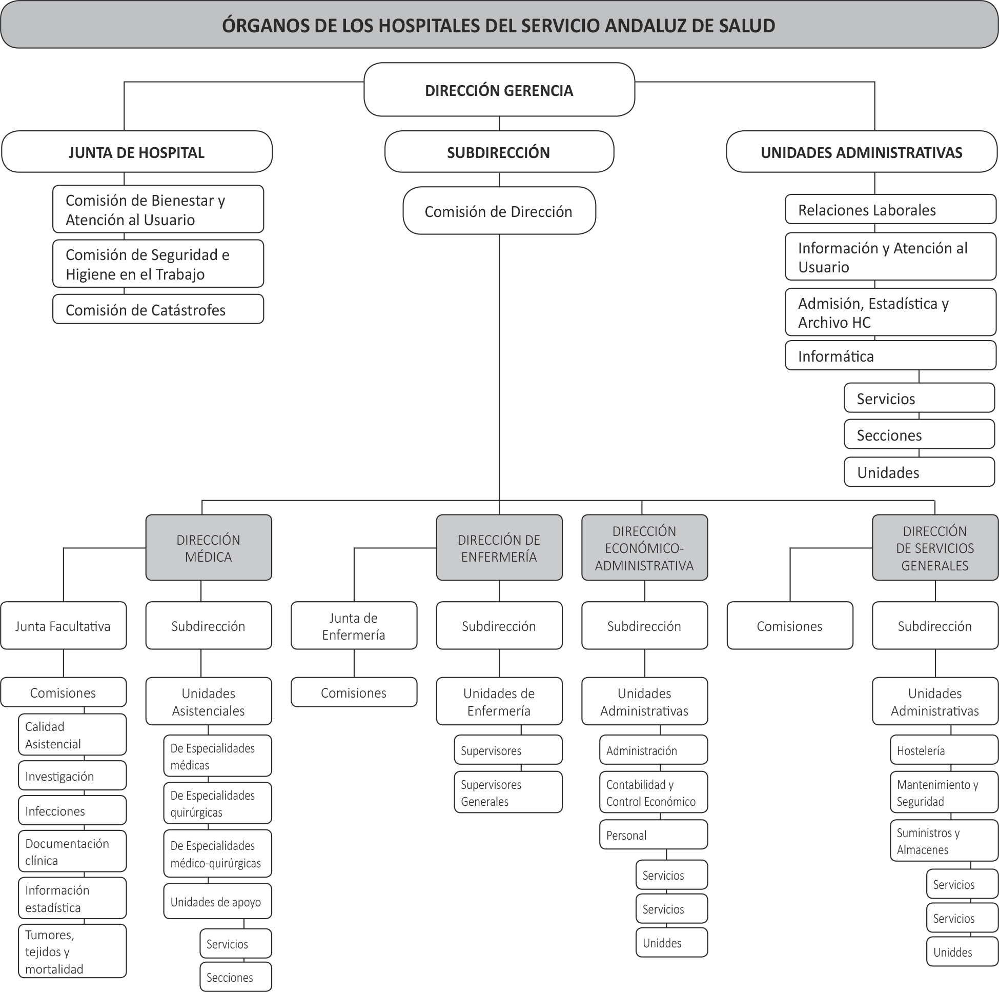 ÓRGANOS DE LOS HOSPITALES DEL SERVICIO ANDALUZ DE SALUD
DIRECCIÓN GERENCIA
JUNTA DE HOSPITAL
Comisión de Bienestar y
Atención al Usuario
Comisión de Seguridad e
Higiene en el Trabajo
Comisión de Catástrofes
SUBDIRECCIÓN
Comisión de Dirección
UNIDADES ADMINISTRATIVAS
Relaciones Laborales
Información y Atención al
Usuario
Admisión, Estadística y
Archivo HC
Informática
Servicios
Secciones
Unidades
DIRECCIÓN
MÉDICA
Junta Facultativa
Comisiones
Calidad
Asistencial
Investigación
Infecciones
Documentación
clínica
Información
estadística
Tumores,
tejidos y
mortalidad
Subdirección
Unidades
Asistenciales
De Especialidades
médicas
De Especialidades
quirúrgicas
De Especialidades
médico-quirúrgicas
Unidades de apoyo
Servicios
Secciones
DIRECCIÓN DE
ENFERMERÍA
Junta de
Enfermería
Comisiones
Subdirección
Unidades de
Enfermería
Supervisores
Supervisores
Generales
DIRECCIÓN
ECONÓMICO-
ADMINISTRATIVA
Subdirección
Unidades
Administrativas
Administración
Contabilidad y
Control Económico
Personal
Servicios
Servicios
Uniddes
DIRECCIÓN
DE SERVICIOS
GENERALES
Comisiones
Subdirección
Unidades
Administrativas
Hostelería
Mantenimiento y
Seguridad
Suministros y
Almacenes
Servicios
Servicios
Uniddes